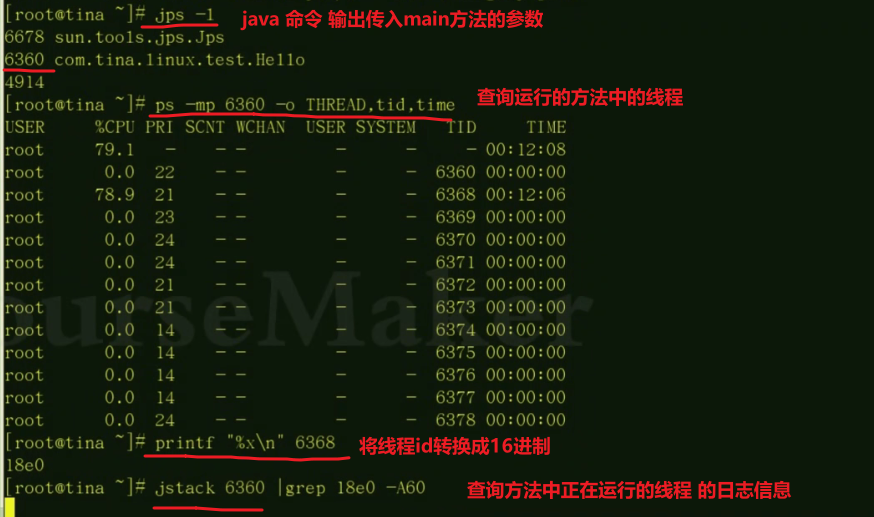 [root@tina ~]# jps -l java 命令 输出传入main方法的参数
6678 sun.tools.jps.Jps
6360 com.tina.linux.test.Hello
4914
[root@tina ~]# ps -mp 6360 -o THREAD,tid,time 查询运行的方法中的线程
USER %CPU PRI SCNT WCHAN USER SYSTEM TID TIME
root 79.1 - - - - - - 00:12:08
root 0.0 22 - - - - 6360 00:00:00
root 78.9 21 - - - - 6368 00:12:06
root 0.0 23 - - - - 6369 00:00:00
root 0.0 24 - - - - 6370 00:00:00
root 0.0 24 - - - - 6371 00:00:00
root 0.0 21 - - - - 6372 00:00:00
root 0.0 21 - - - - 6373 00:00:00
root 0.0 14 - - - - 6374 00:00:00
root 0.0 14 - - - - 6375 00:00:00
root 0.0 14 - - - - 6376 00:00:00
root 0.0 14 - - - - 6377 00:00:00
root 0.0 24 - - - - 6378 00:00:00
[root@tina ~]# printf "%x\n" 6368 将线程id转换成16进制
18e0
[root@tina ~]# jstack 6360 |grep 18e0 -A60 查询方法中正在运行的线程 的日志信息
ourseMaker